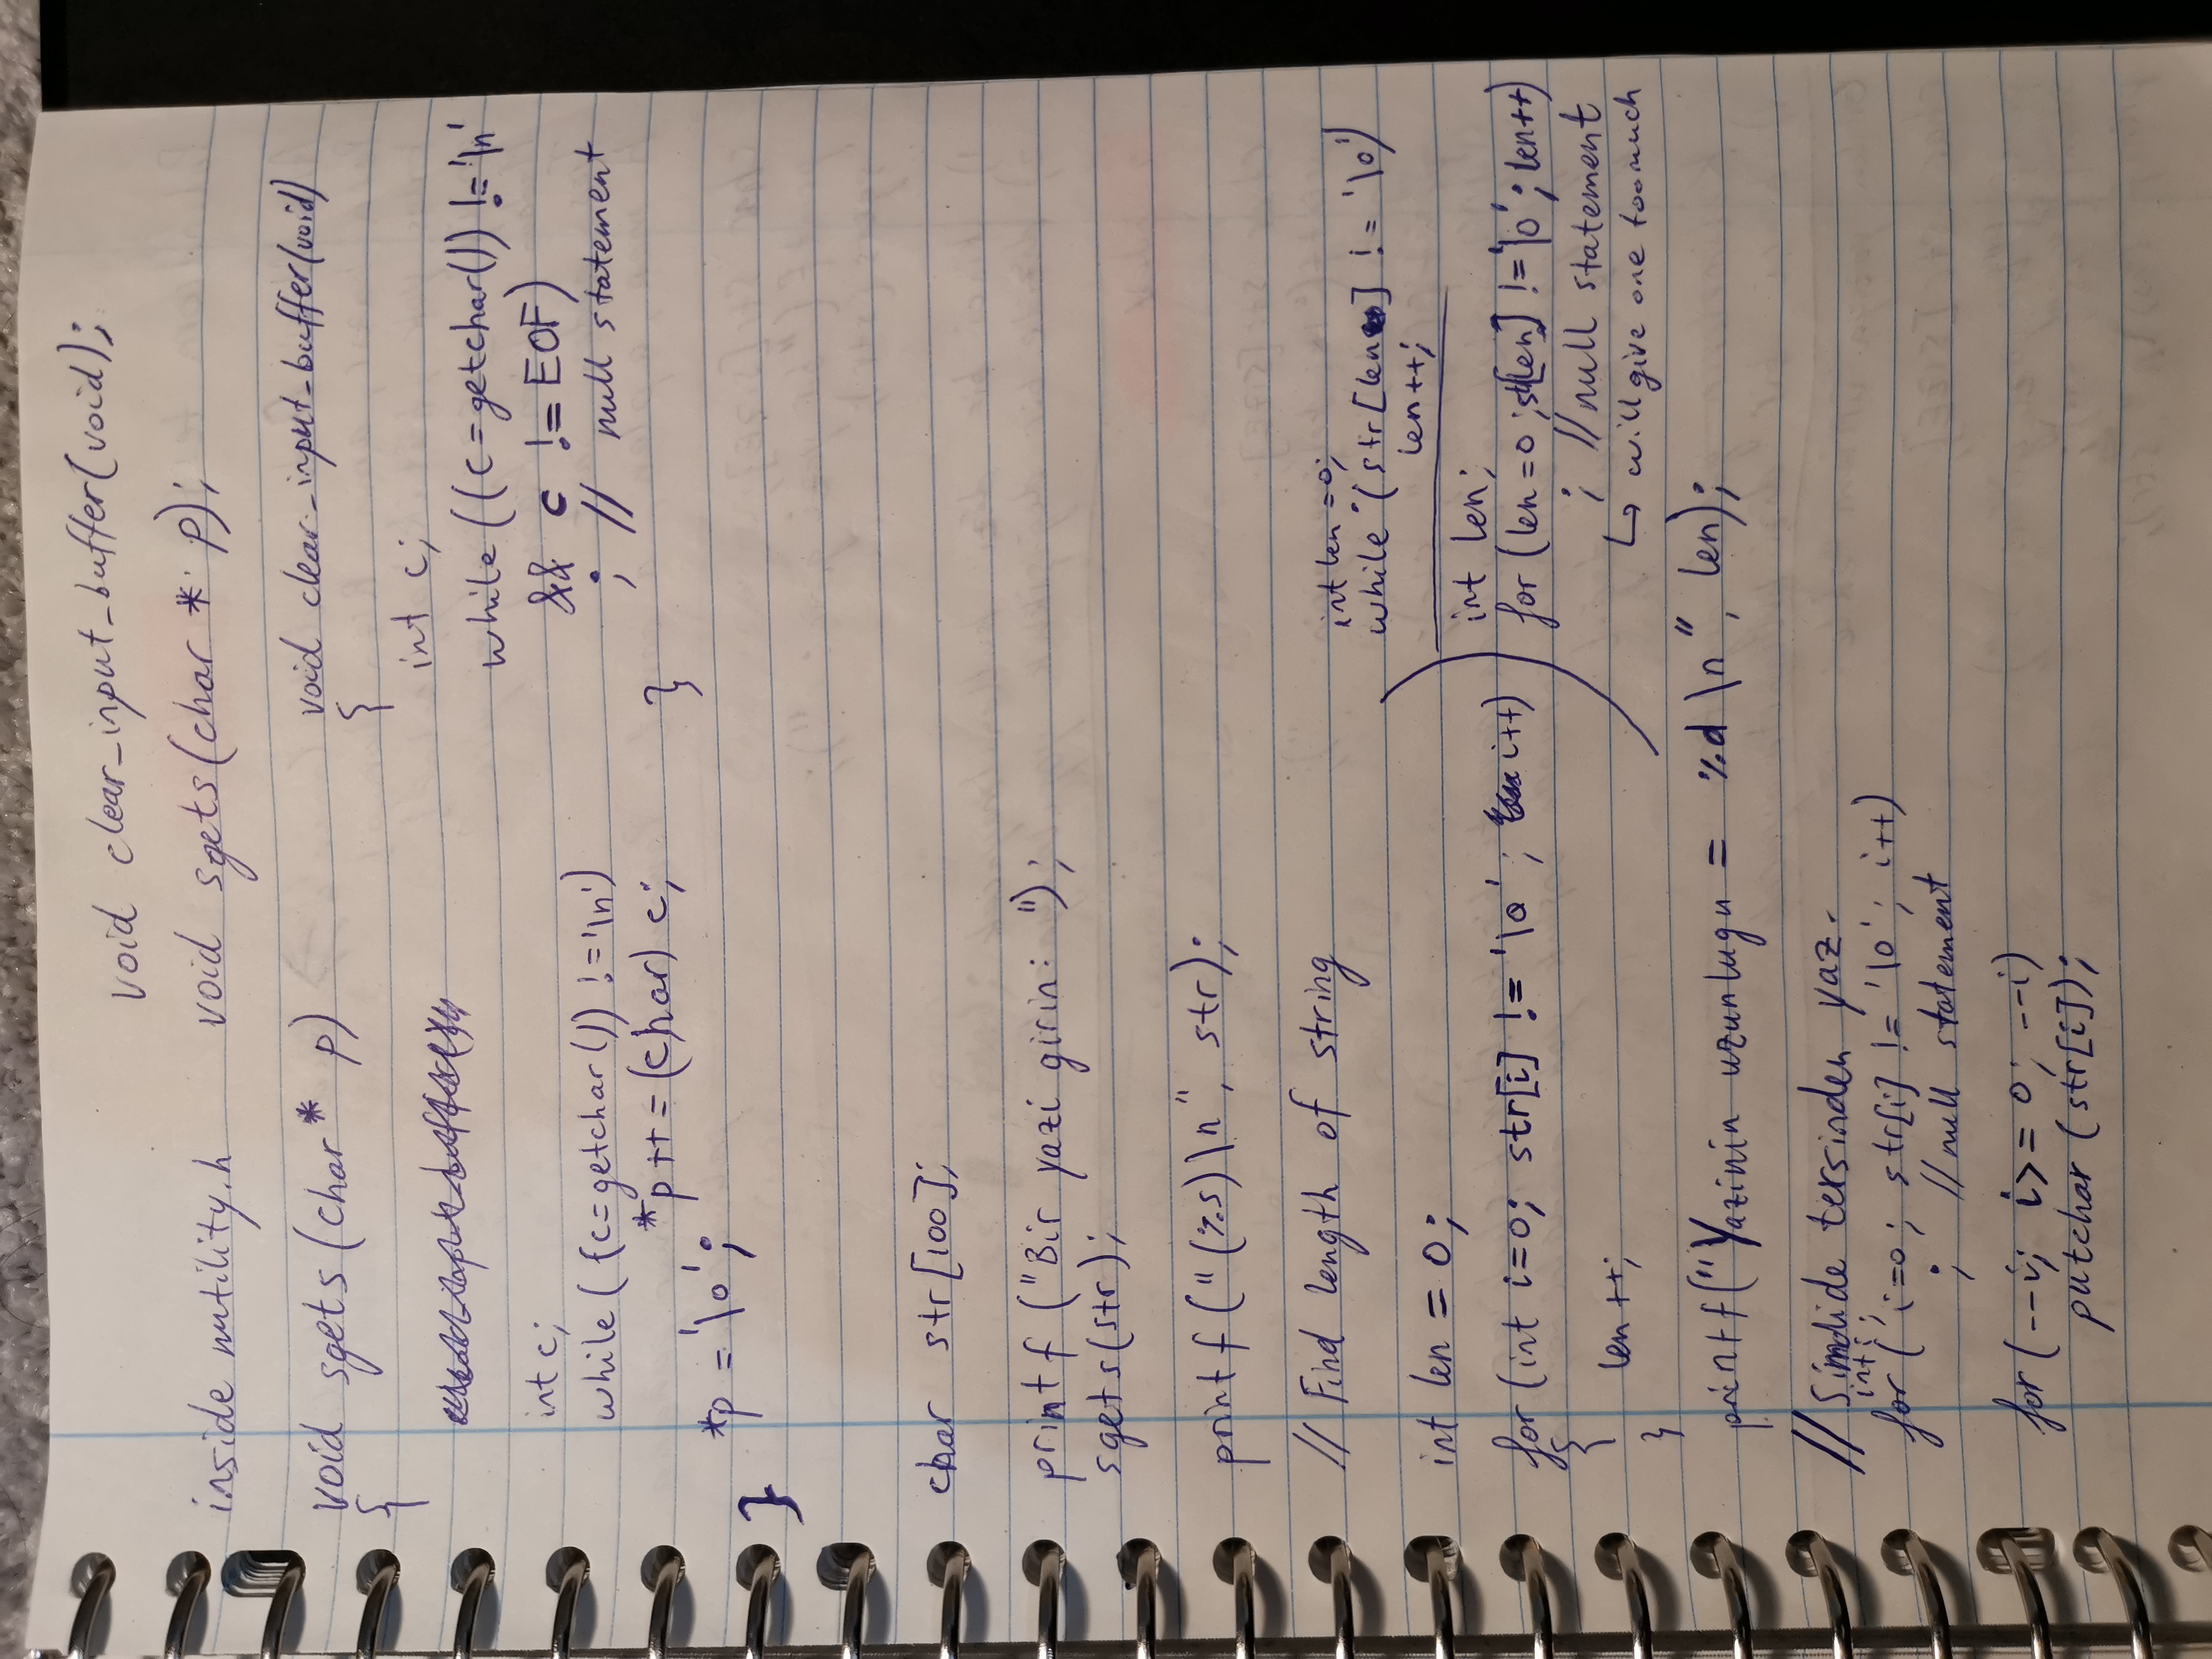 void clear_input_buffer(void);
inside nutility.h void sgets(char * p);
void sgets(char* p)
{
int c;
while ((c=getchar()) != '\n')
*p++ = (char) c;
*p = '\0';
}
void clear_input_buffer(void)
{
int c;
while ((c=getchar()) != '\n'
&& c != EOF)
; // null statement
}
char str[100];
printf ("Bir yazi girin: ");
sgets(str);
printf ("(%s)\n", str);
// Find length of string
int len = 0;
for (int i=0; str[i] != '\0'; i++)
{
len++;
}
int len = 0;
while (str[len] != '\0')
len++;
int len;
for (len=0; str[len] != '\0'; len++)
; //null statement
↳ will give one too much
printf("Yazinin uzunlugu = %d \n", len);
// Simdide tersinden yaz.
int i;
for ( i=0; str[i] != '\0'; i++)
; //null statement
for (--i; i>=0; --i)
putchar (str[i]);